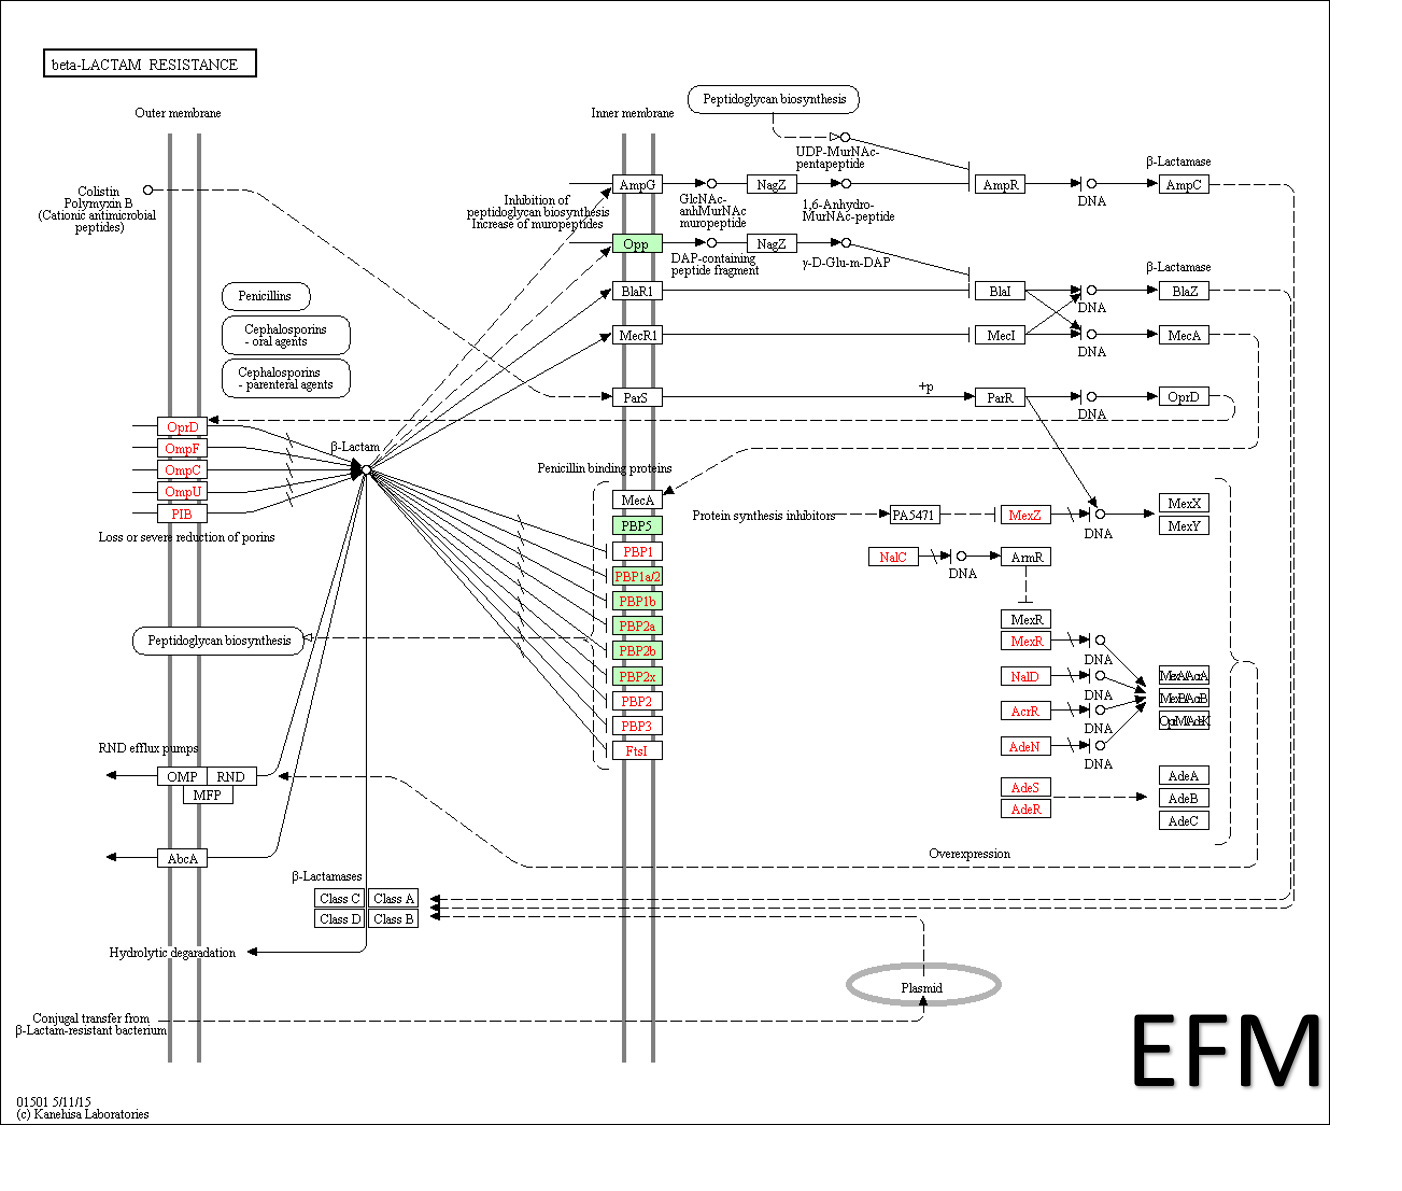 beta-LACTAM RESISTANCE
Outer membrane
Inner membrane
Peptidoglycan biosynthesis
Colistin
Polymyxin B
(Cationic antimicrobial
peptides)
Inhibition of
peptidoglycan biosynthesis
Increase of muropeptides
UDP-MurNAc-
pentapeptide
AmpG
GlcNAc-
anhMurNAc
muropeptide
NagZ
1,6-Anhydro-
MurNAc-peptide
AmpR
DNA
β-Lactamase
AmpC
Opp
DAP-containing
peptide fragment
NagZ
γ-D-Glu-m-DAP
β-Lactamase
BlaR1
BlaI
DNA
BlaZ
MecR1
MecI
DNA
MecA
ParS
+p
ParR
DNA
OprD
Penicillins
Cephalosporins
- oral agents
Cephalosporins
- parenteral agents
OprD
OmpF
OmpC
OmpU
PIB
Loss or severe reduction of porins
β-Lactam
Penicillin binding proteins
MecA
PBP5
PBP1
PBP1a/2
PBP1b
PBP2a
PBP2b
PBP2x
PBP2
PBP3
FtsI
Protein synthesis inhibitors
PA5471
MexZ
DNA
MexX
MexY
NalC
DNA
ArmR
MexR
MexR
DNA
NalD
DNA
AcrR
DNA
AdeN
DNA
MexA/AcrA
MexB/AcrB
OprM/AdeK
AdeS
AdeR
AdeA
AdeB
AdeC
Overexpression
Peptidoglycan biosynthesis
RND efflux pumps
OMP
RND
MFP
AbcA
β-Lactamases
Class C
Class A
Class D
Class B
Hydrolytic degradation
Plasmid
Conjugal transfer from
β-Lactam-resistant bacterium
EFM
01501 5/11/15
(c) Kanehisa Laboratories